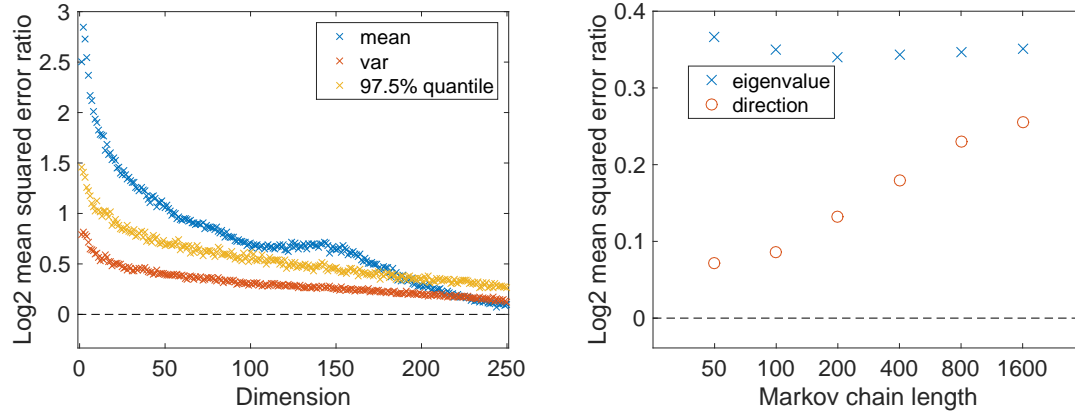 Log2 mean squared error ratio
3
2.5
2
1.5
1
0.5
0
mean
var
97.5% quantile
0 50 100 150 200 250
Dimension
Log2 mean squared error ratio
0.4
0.3
0.2
0.1
0
eigenvalue
direction
50 100 200 400 800 1600
Markov chain length